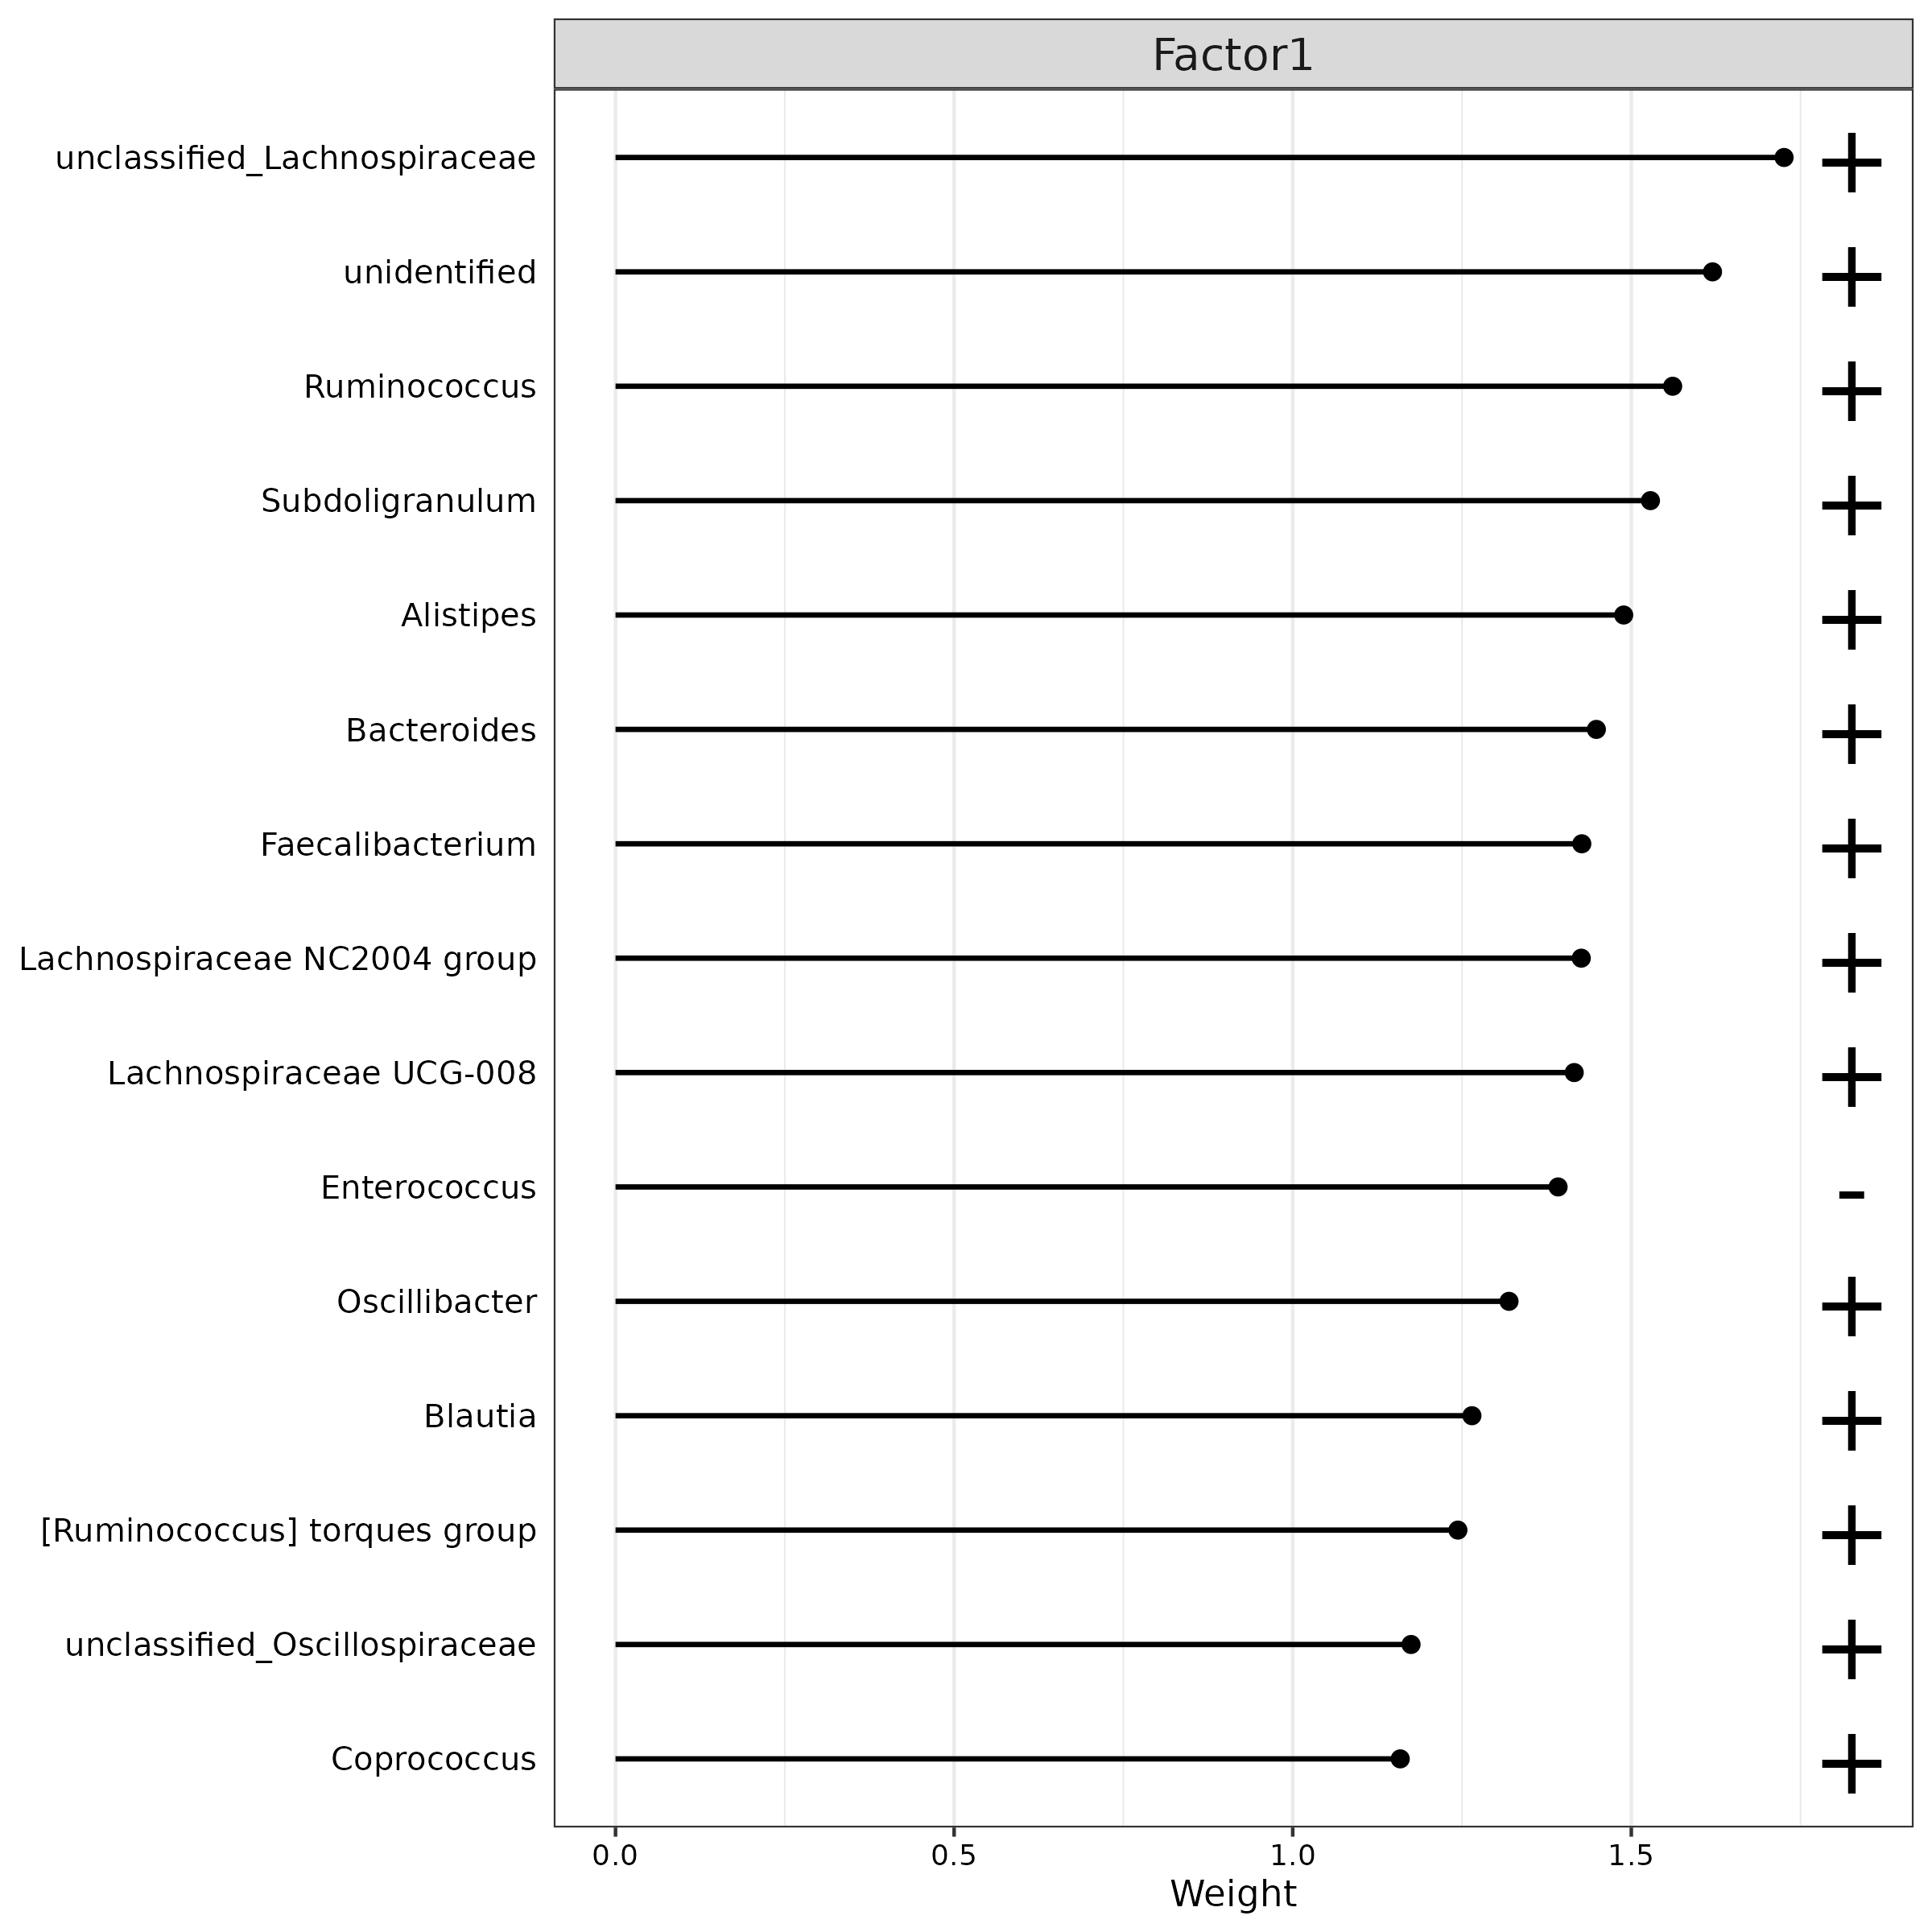 Factor1
unclassified_Lachnospiraceae +
unidentified +
Ruminococcus +
Subdoligranulum +
Alistipes +
Bacteroides +
Faecalibacterium +
Lachnospiraceae NC2004 group +
Lachnospiraceae UCG-008 +
Enterococcus -
Oscillibacter +
Blautia +
[Ruminococcus] torques group +
unclassified_Oscillospiraceae +
Coprococcus +
0.0 0.5 1.0 1.5
Weight